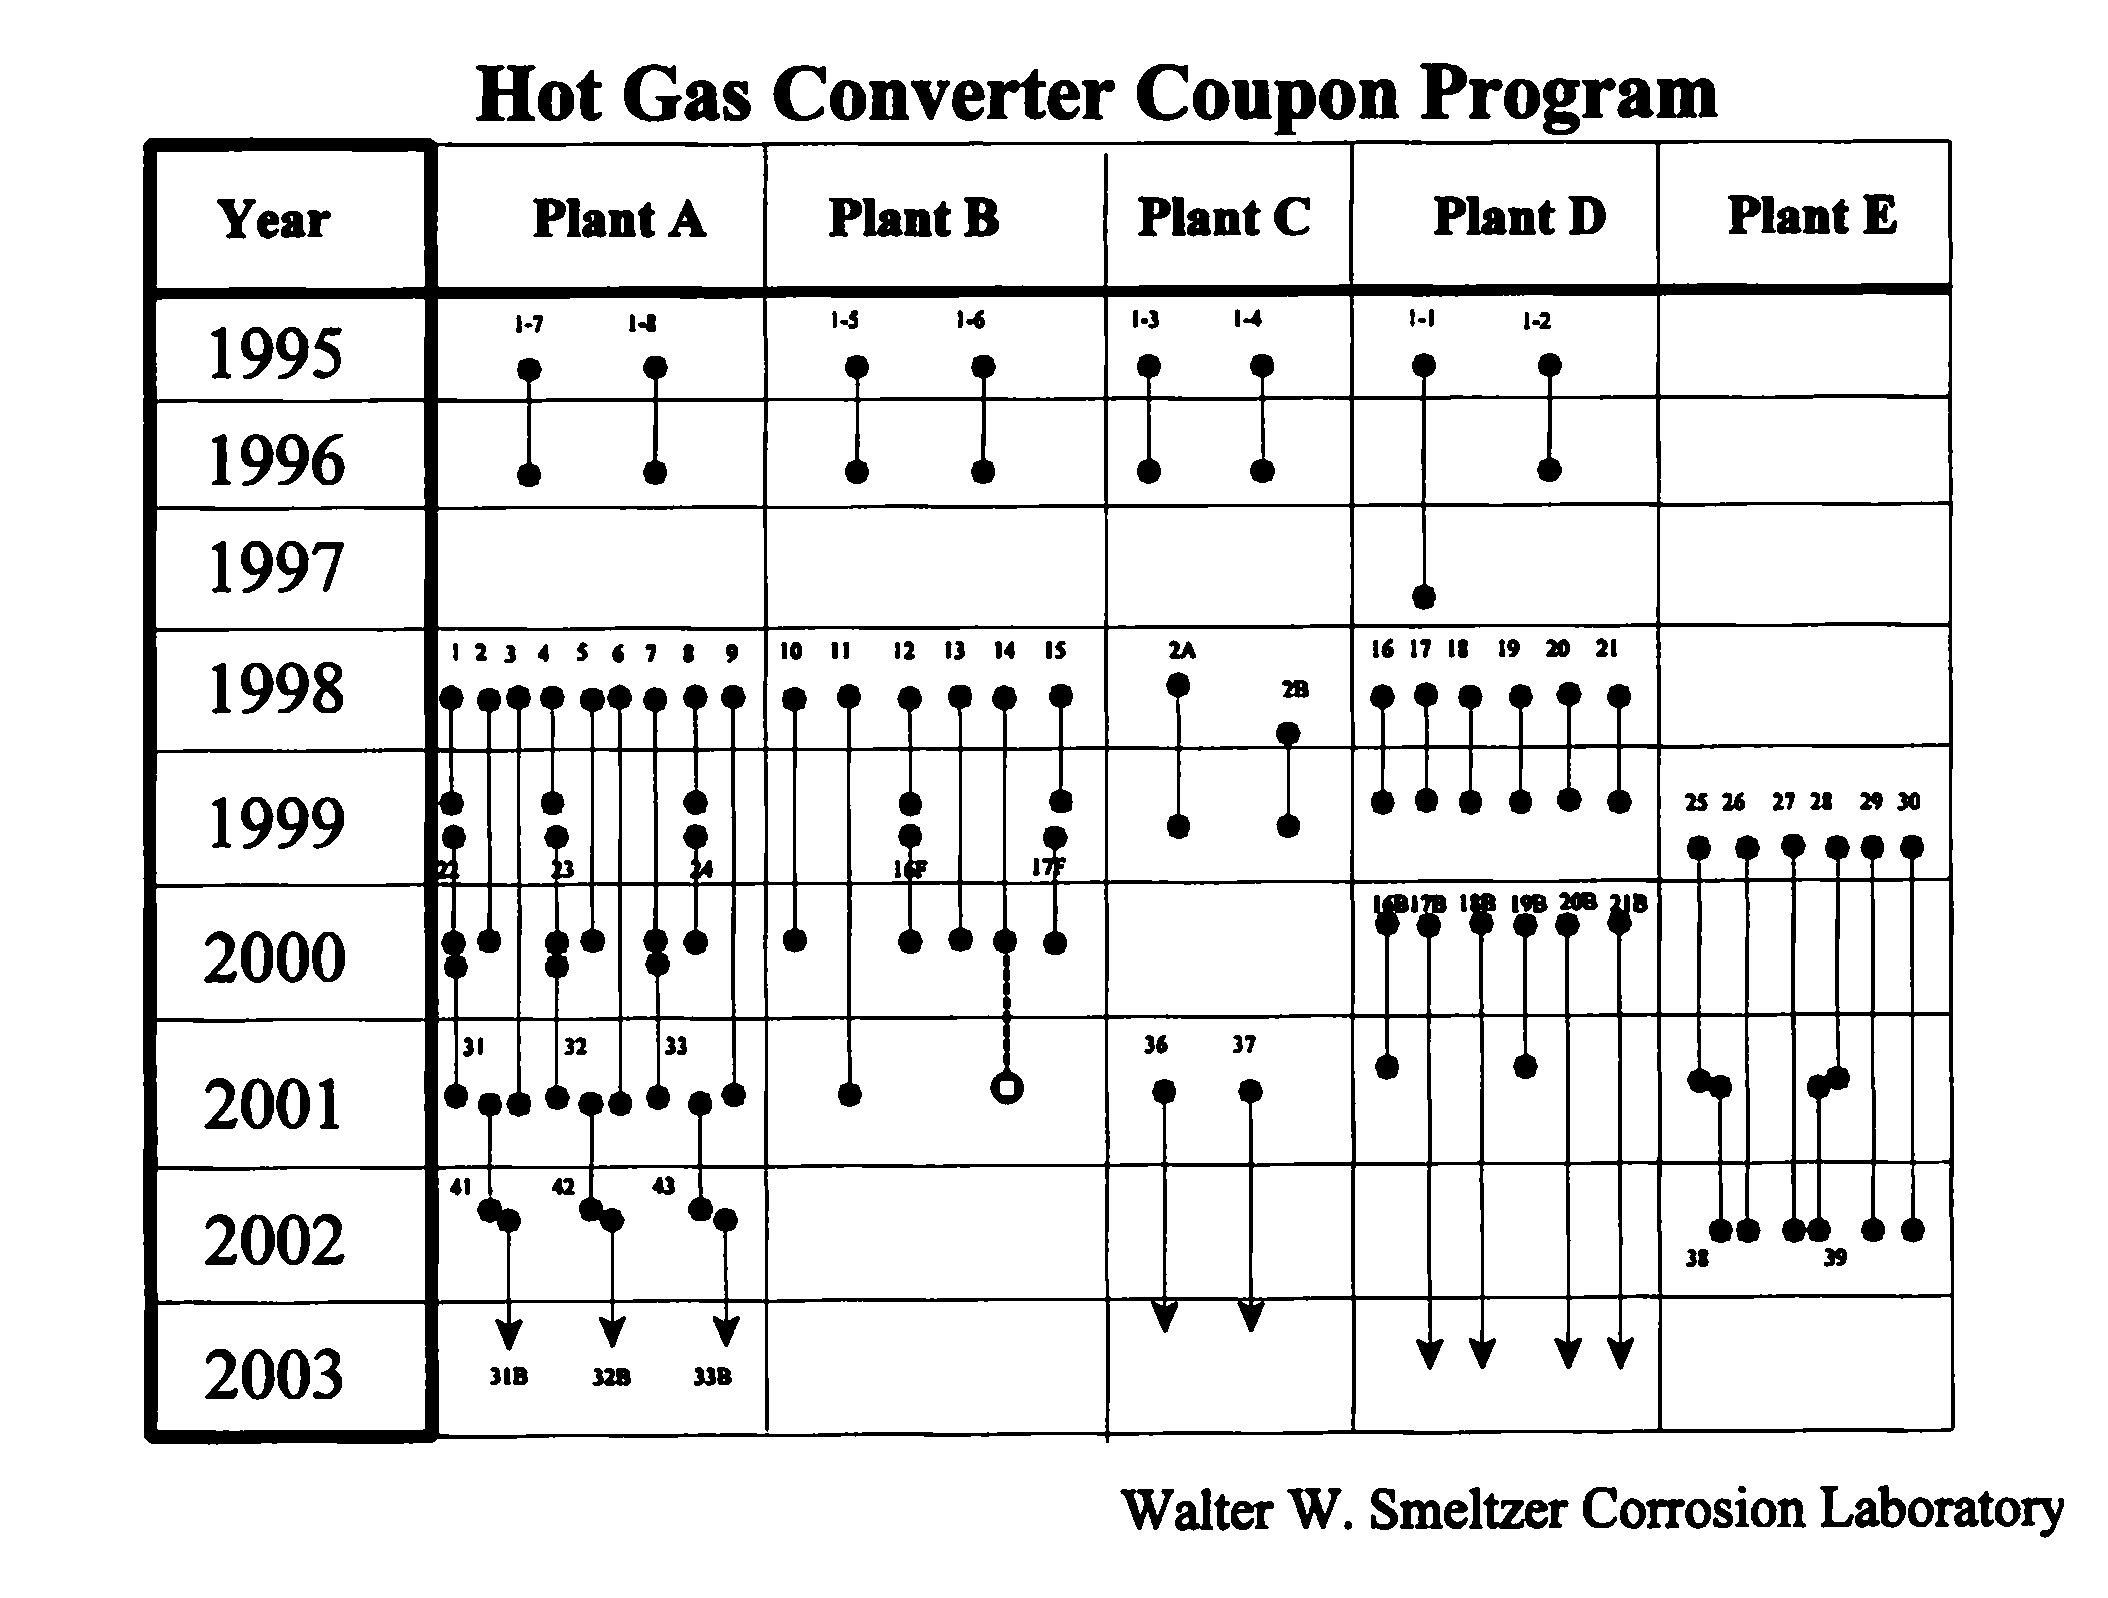 Hot Gas Converter Coupon Program
Year Plant A Plant B Plant C Plant D Plant E
1995 1-7 1-8 1-5 1-6 1-3 1-4 1-1 1-2
1996
1997
1998 1 2 3 4 5 6 7 8 9 10 11 12 13 14 15 2A 2B 16 17 18 19 20 21
1999 25 26 27 28 29 30
22 23 24 16F 17F
2000 16B 17B 18B 19B 20B 21B
2001 31 32 33 36 37
2002 41 42 43
38 39
2003 31B 32B 33B
Walter W. Smeltzer Corrosion Laboratory